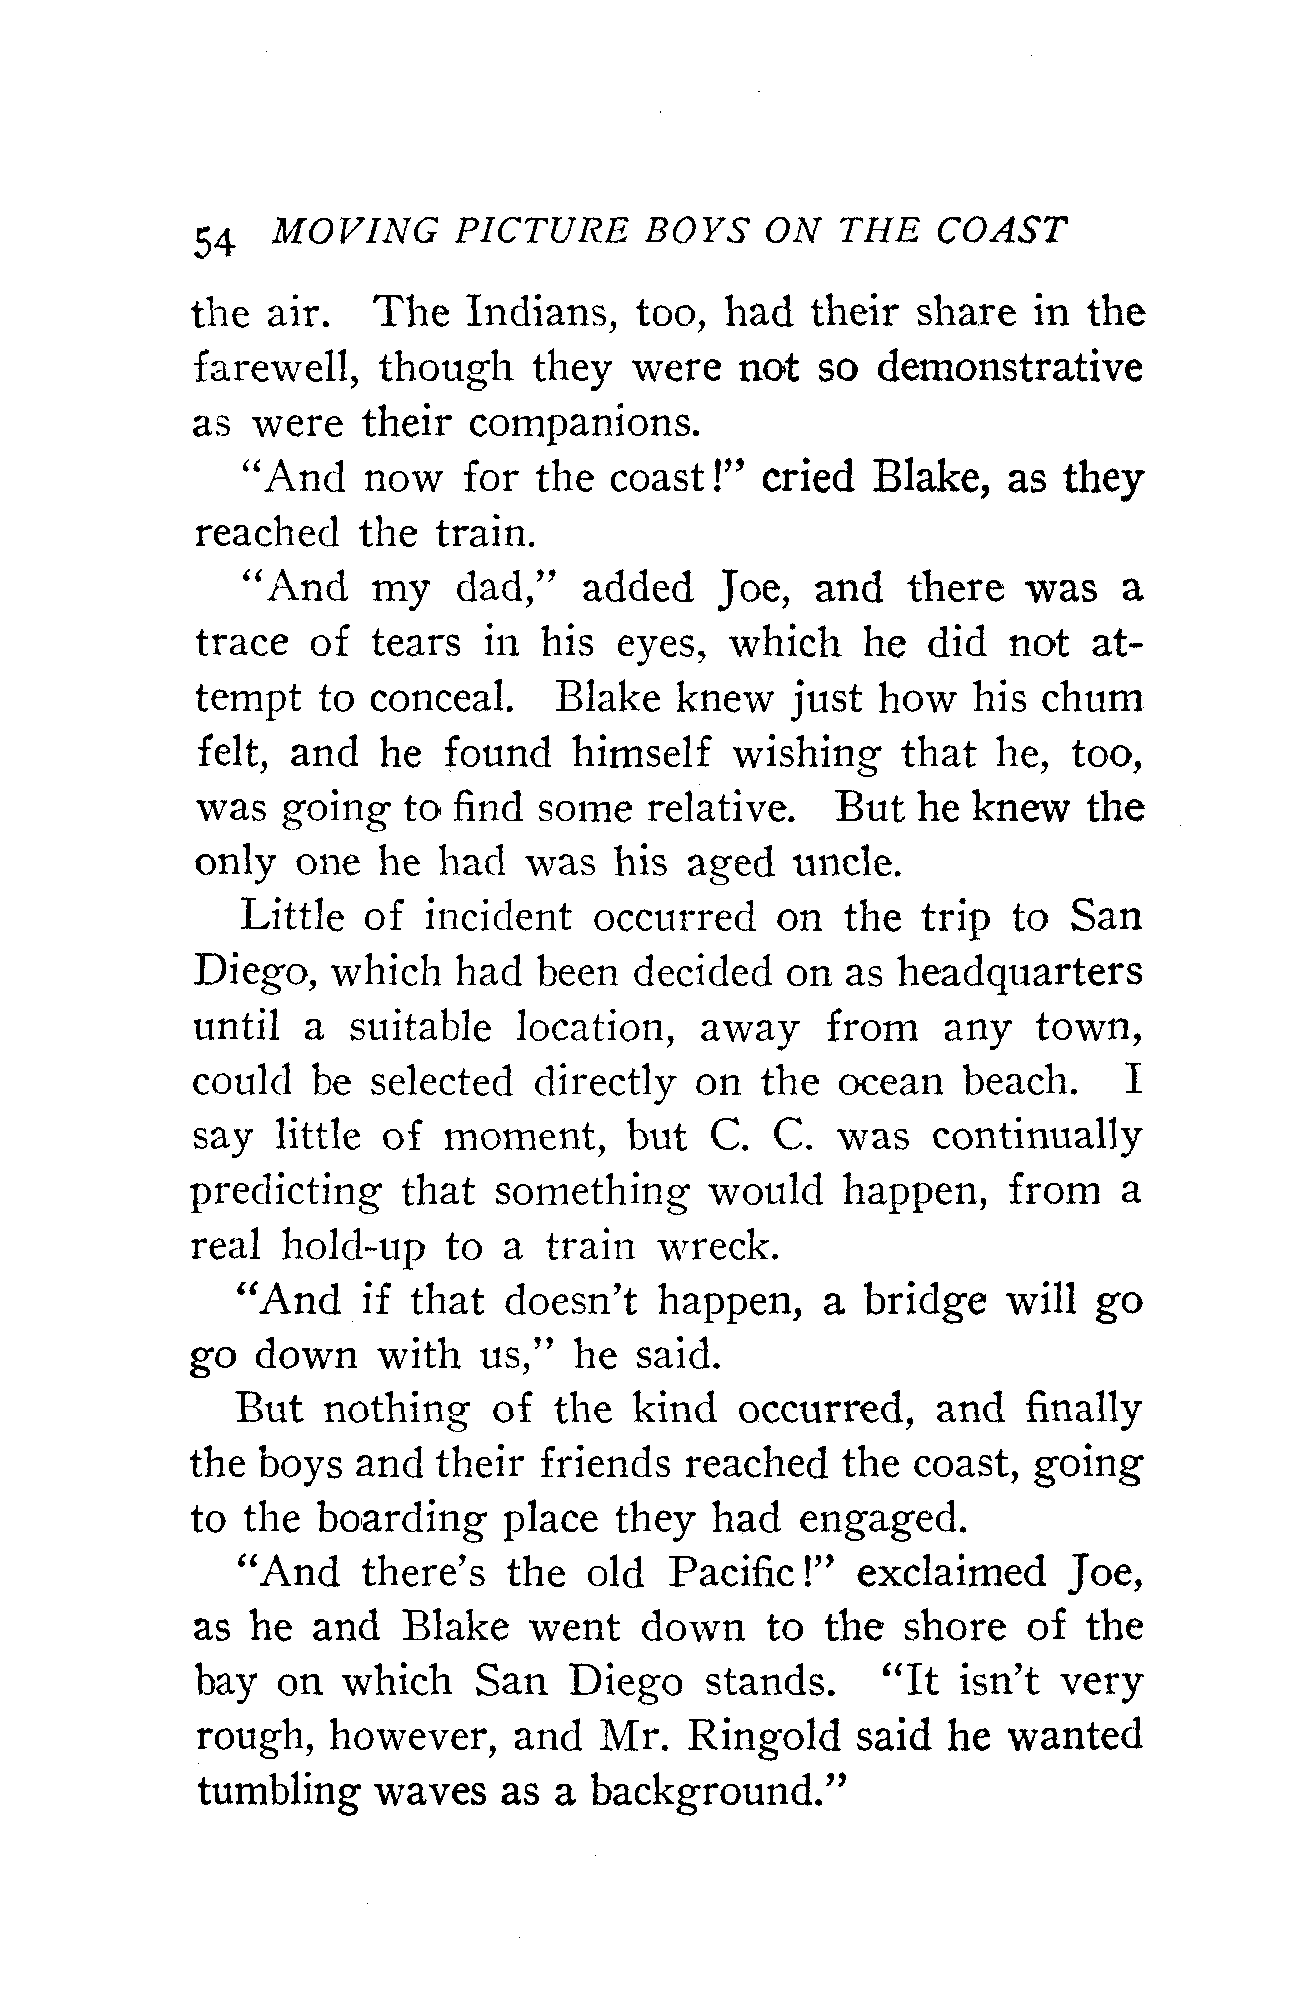 54 MOVING PICTURE BOYS ON THE COAST
the air. The Indians, too, had their share in the
farewell, though they were not so demonstrative
as were their companions.
"And now for the coast!" cried Blake, as they
reached the train.
"And my dad," added Joe, and there was a
trace of tears in his eyes, which he did not at-
tempt to conceal. Blake knew just how his chum
felt, and he found himself wishing that he, too,
was going to find some relative. But he knew the
only one he had was his aged uncle.
Little of incident occurred on the trip to San
Diego, which had been decided on as headquarters
until a suitable location, away from any town,
could be selected directly on the ocean beach. I
say little of moment, but C. C. was continually
predicting that something would happen, from a
real hold-up to a train wreck.
"And if that doesn't happen, a bridge will go
go down with us," he said.
But nothing of the kind occurred, and finally
the boys and their friends reached the coast, going
to the boarding place they had engaged.
"And there's the old Pacific!" exclaimed Joe,
as he and Blake went down to the shore of the
bay on which San Diego stands. "It isn't very
rough, however, and Mr. Ringold said he wanted
tumbling waves as a background."